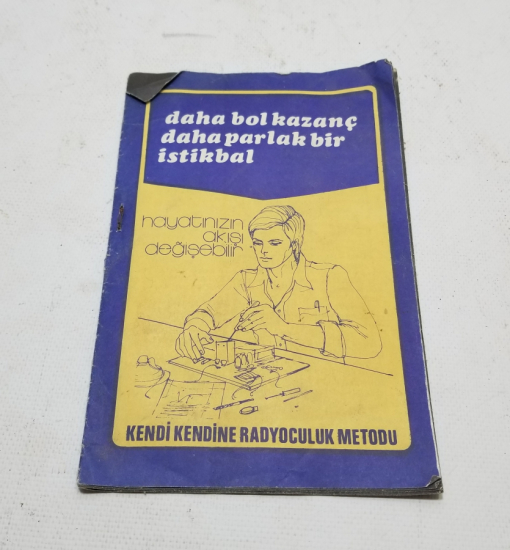 daha bol kazanç
daha parlak bir
istikbal
hayatınızın
akışı
değişebilir
KENDİ KENDİNE RADYOCULUK METODU